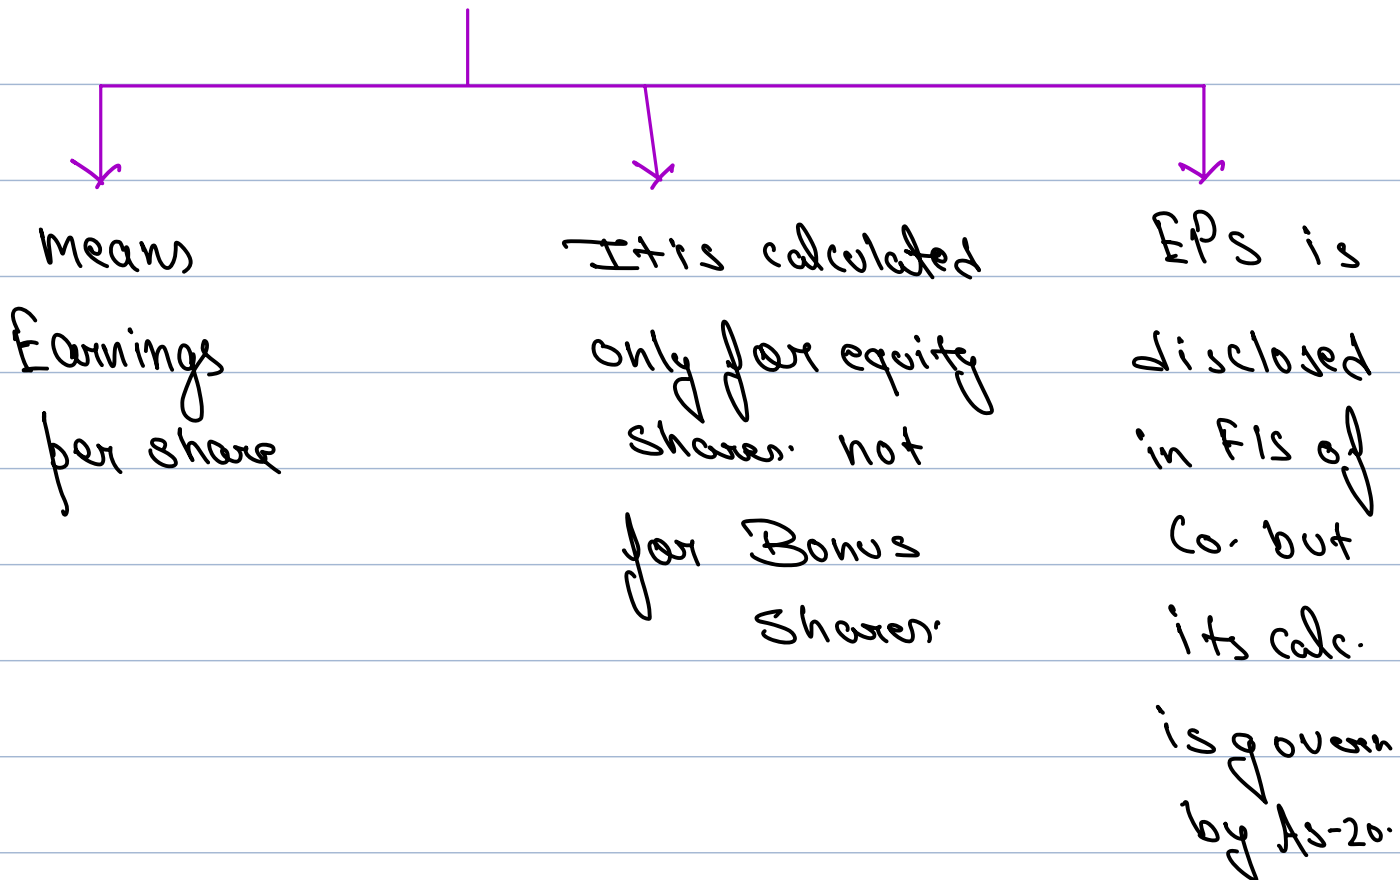 means
Earnings
per share
It is calculated
only for equity
shares. not
for Bonus
Shares.
EPS is
disclosed
in F/S of
Co. but
its calc.
is govern
by AS-20.